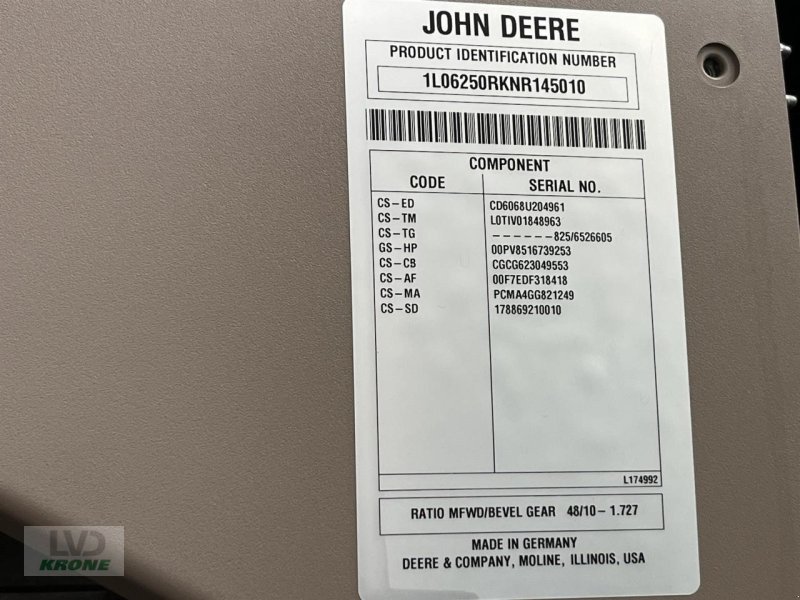 JOHN DEERE
PRODUCT IDENTIFICATION NUMBER
1L06250RKNR145010
COMPONENT
CODE SERIAL NO.
CS-ED CD6068U204961
CS-TM L0TIV01848963
CS-TG ------825/6526605
GS-HP 00PV8516739253
CS-CB CGCG623049553
CS-AF 00F7EDF318418
CS-MA PCMA4GG821249
CS-SD 178869210010
L174992
RATIO MFWD/BEVEL GEAR 48/10-1.727
MADE IN GERMANY
DEERE & COMPANY, MOLINE, ILLINOIS, USA
LVD
KRONE